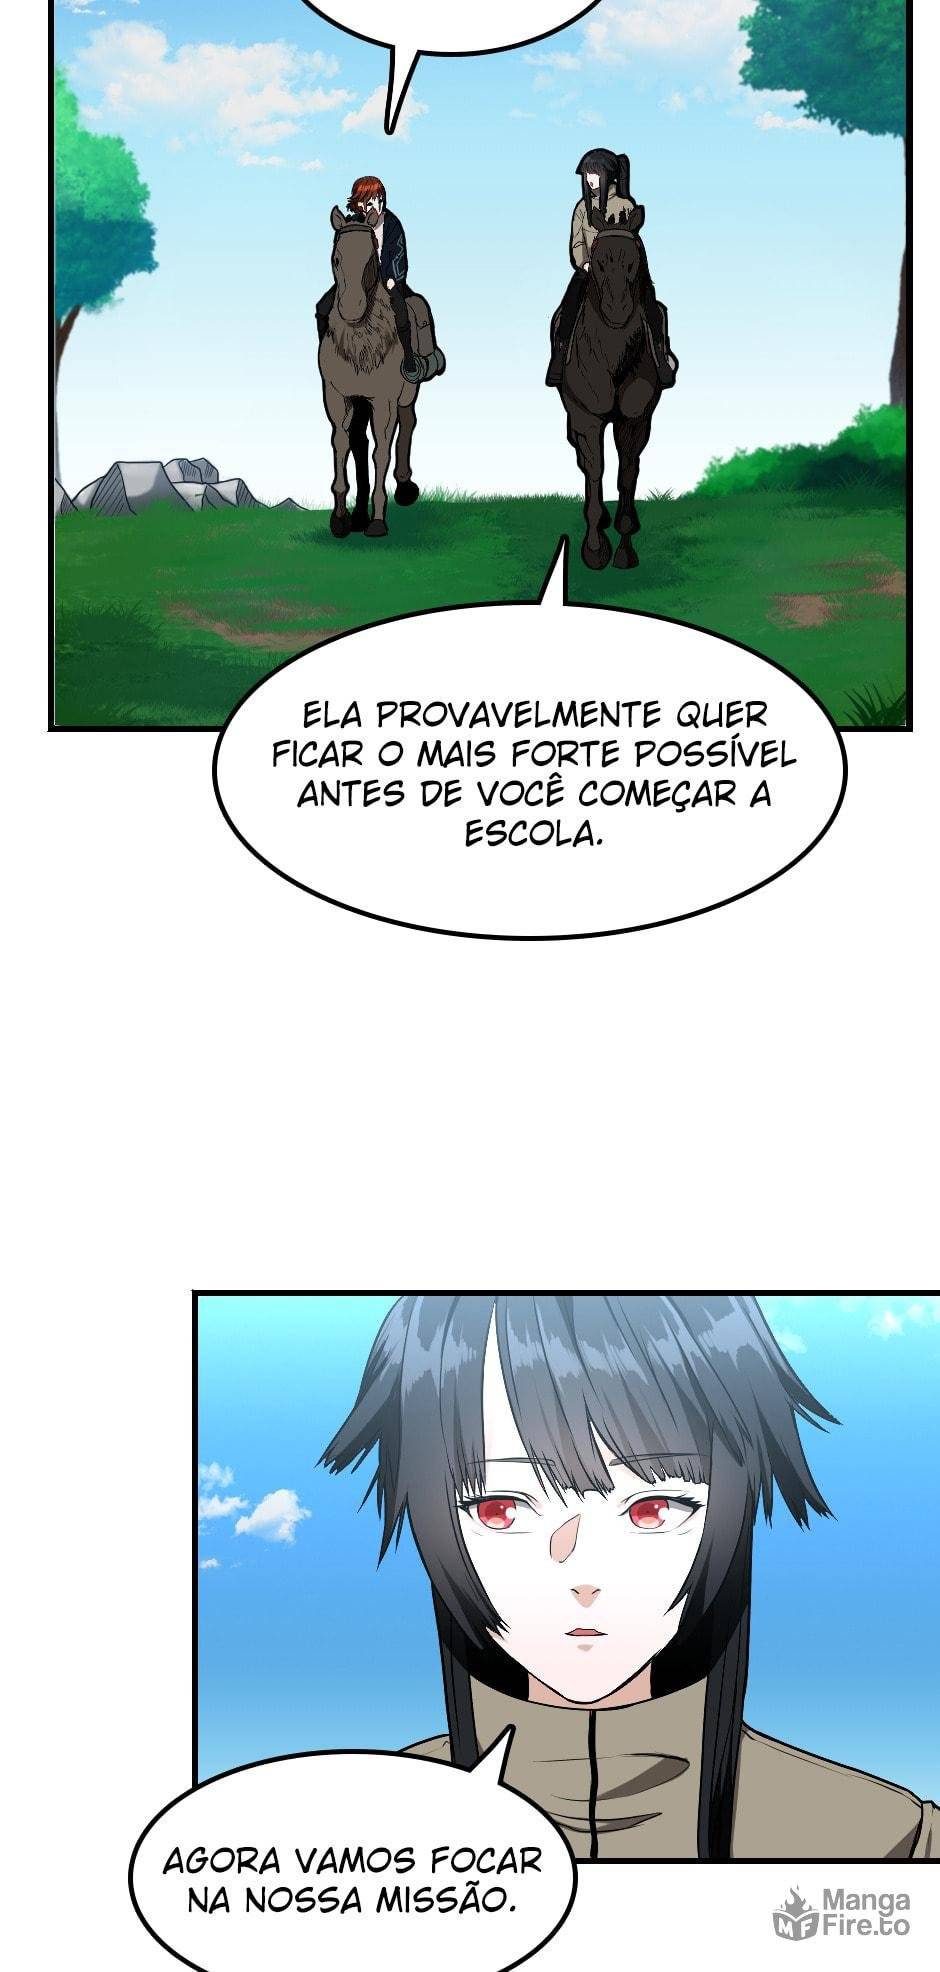 ELA PROVAVELMENTE QUER
FICAR O MAIS FORTE POSSÍVEL
ANTES DE VOCÊ COMEÇAR A
ESCOLA.
AGORA VAMOS FOCAR
NA NOSSA MISSÃO.
MF
Manga
Fire.to